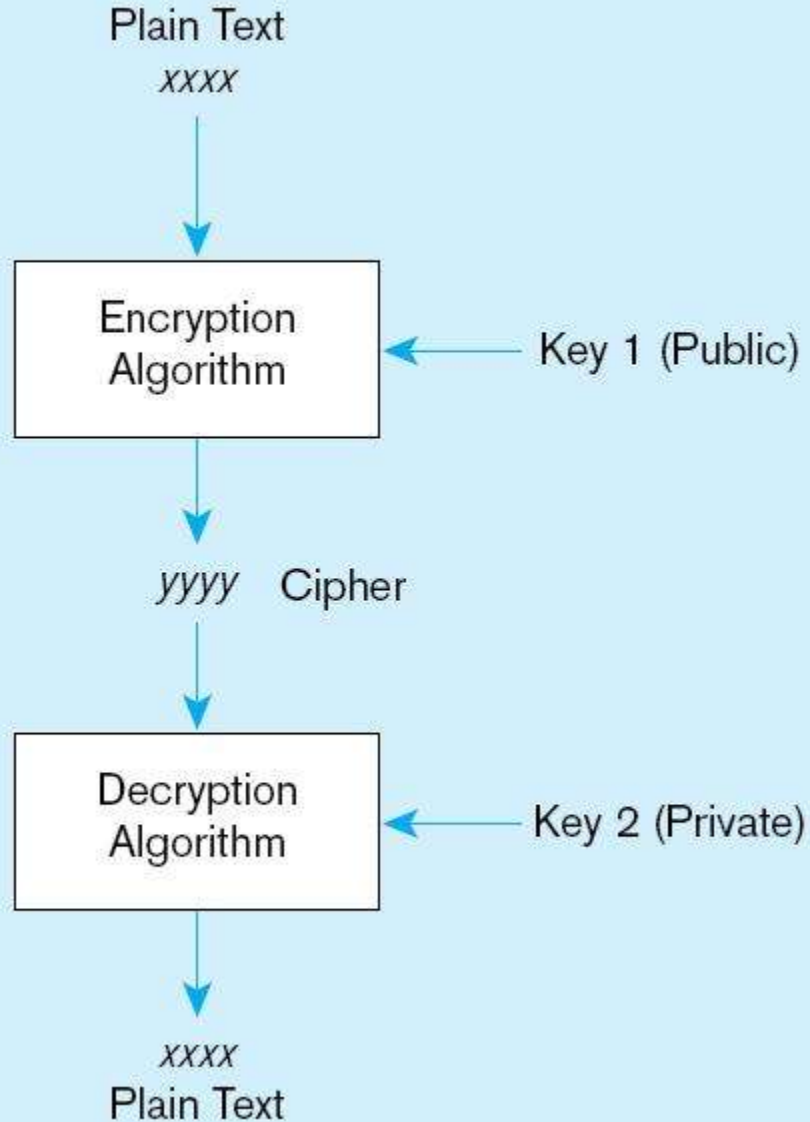 Plain Text
xxxx
Encryption
Algorithm
Key 1 (Public)
yyyy Cipher
Decryption
Algorithm
Key 2 (Private)
xxxx
Plain Text